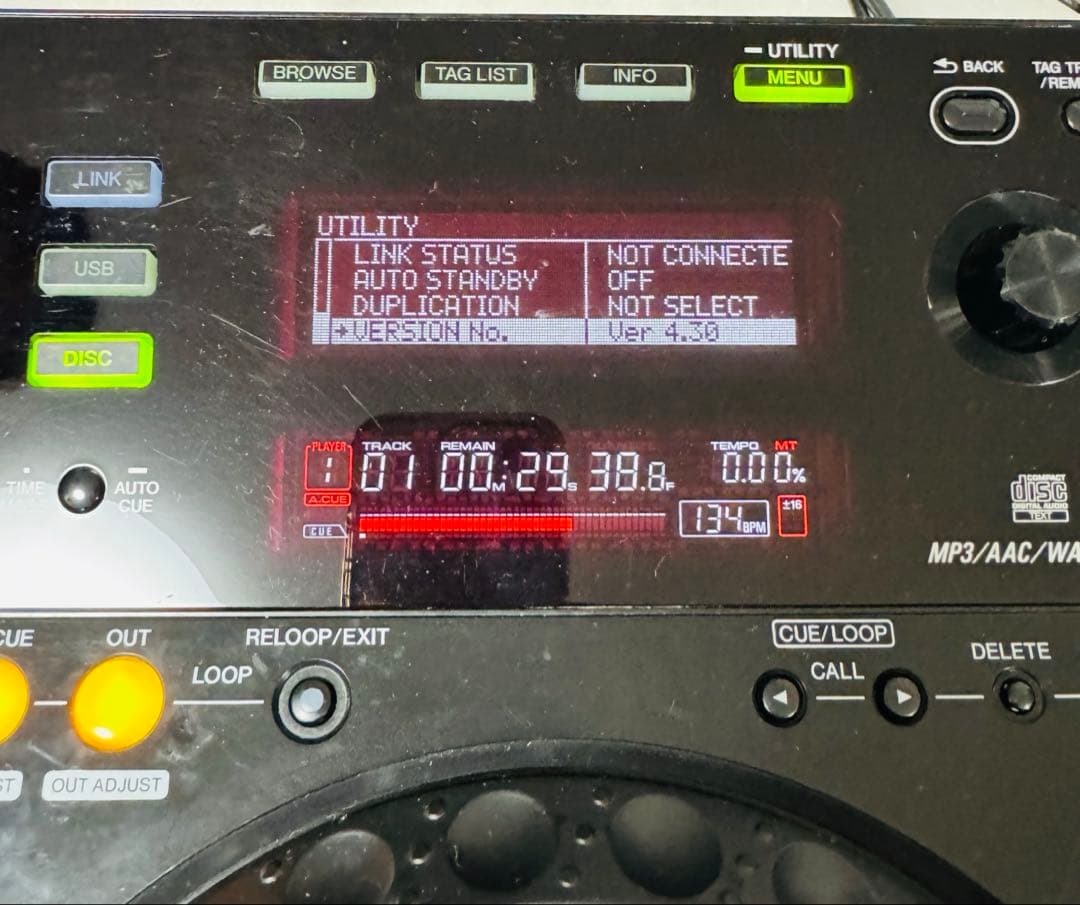 UTILITY
BROWSE TAG LIST INFO MENU
BACK
LINK
USB
DISC
UTILITY
LINK STATUS NOT CONNECTE
AUTO STANDBY OFF
DUPLICATION NOT SELECT
VERSION No. Ver 4.30
TIME
AUTO CUE
PLAYER 1
A.CUE
CUE
TRACK 01
REMAIN 00M:29S 38.8F
TEMPO MT
0.00%
134 BPM
±16
COMPACT
disc
DIGITAL AUDIO
TEXT
MP3/AAC/WA
CUE OUT RELOOP/EXIT
LOOP
CUE/LOOP
CALL
DELETE
OUT ADJUST